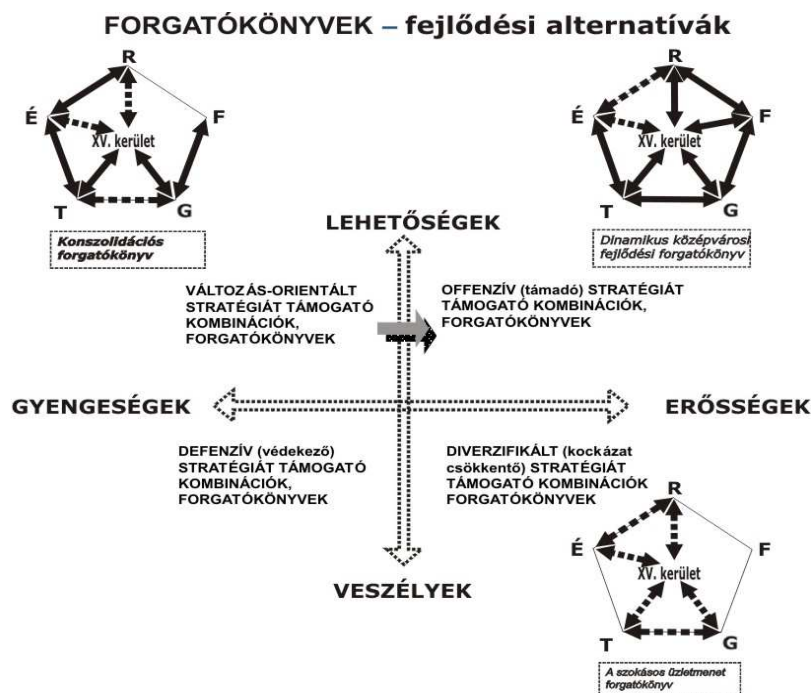 FORGATÓKÖNYVEK – fejlődési alternatívák
R
É
F
XV. kerület
T
G
Konszolidációs
forgatókönyv
R
É
F
XV. kerület
T
G
Dinamikus középvárosi
fejlődési forgatókönyv
LEHETŐSÉGEK
VÁLTOZÁS-ORIENTÁLT
STRATÉGIÁT TÁMOGATÓ
KOMBINÁCIÓK,
FORGATÓKÖNYVEK
OFFENZÍV (támadó) STRATÉGIÁT
TÁMOGATÓ KOMBINÁCIÓK,
FORGATÓKÖNYVEK
GYENGESÉGEK
ERŐSSÉGEK
DEFENZÍV (védekező)
STRATÉGIÁT TÁMOGATÓ
KOMBINÁCIÓK,
FORGATÓKÖNYVEK
DIVERZIFIKÁLT (kockázat
csökkentő) STRATÉGIÁT
TÁMOGATÓ KOMBINÁCIÓK
FORGATÓKÖNYVEK
VESZÉLYEK
R
É
F
XV. kerület
T
G
A szokásos üzletmenet
forgatókönyv